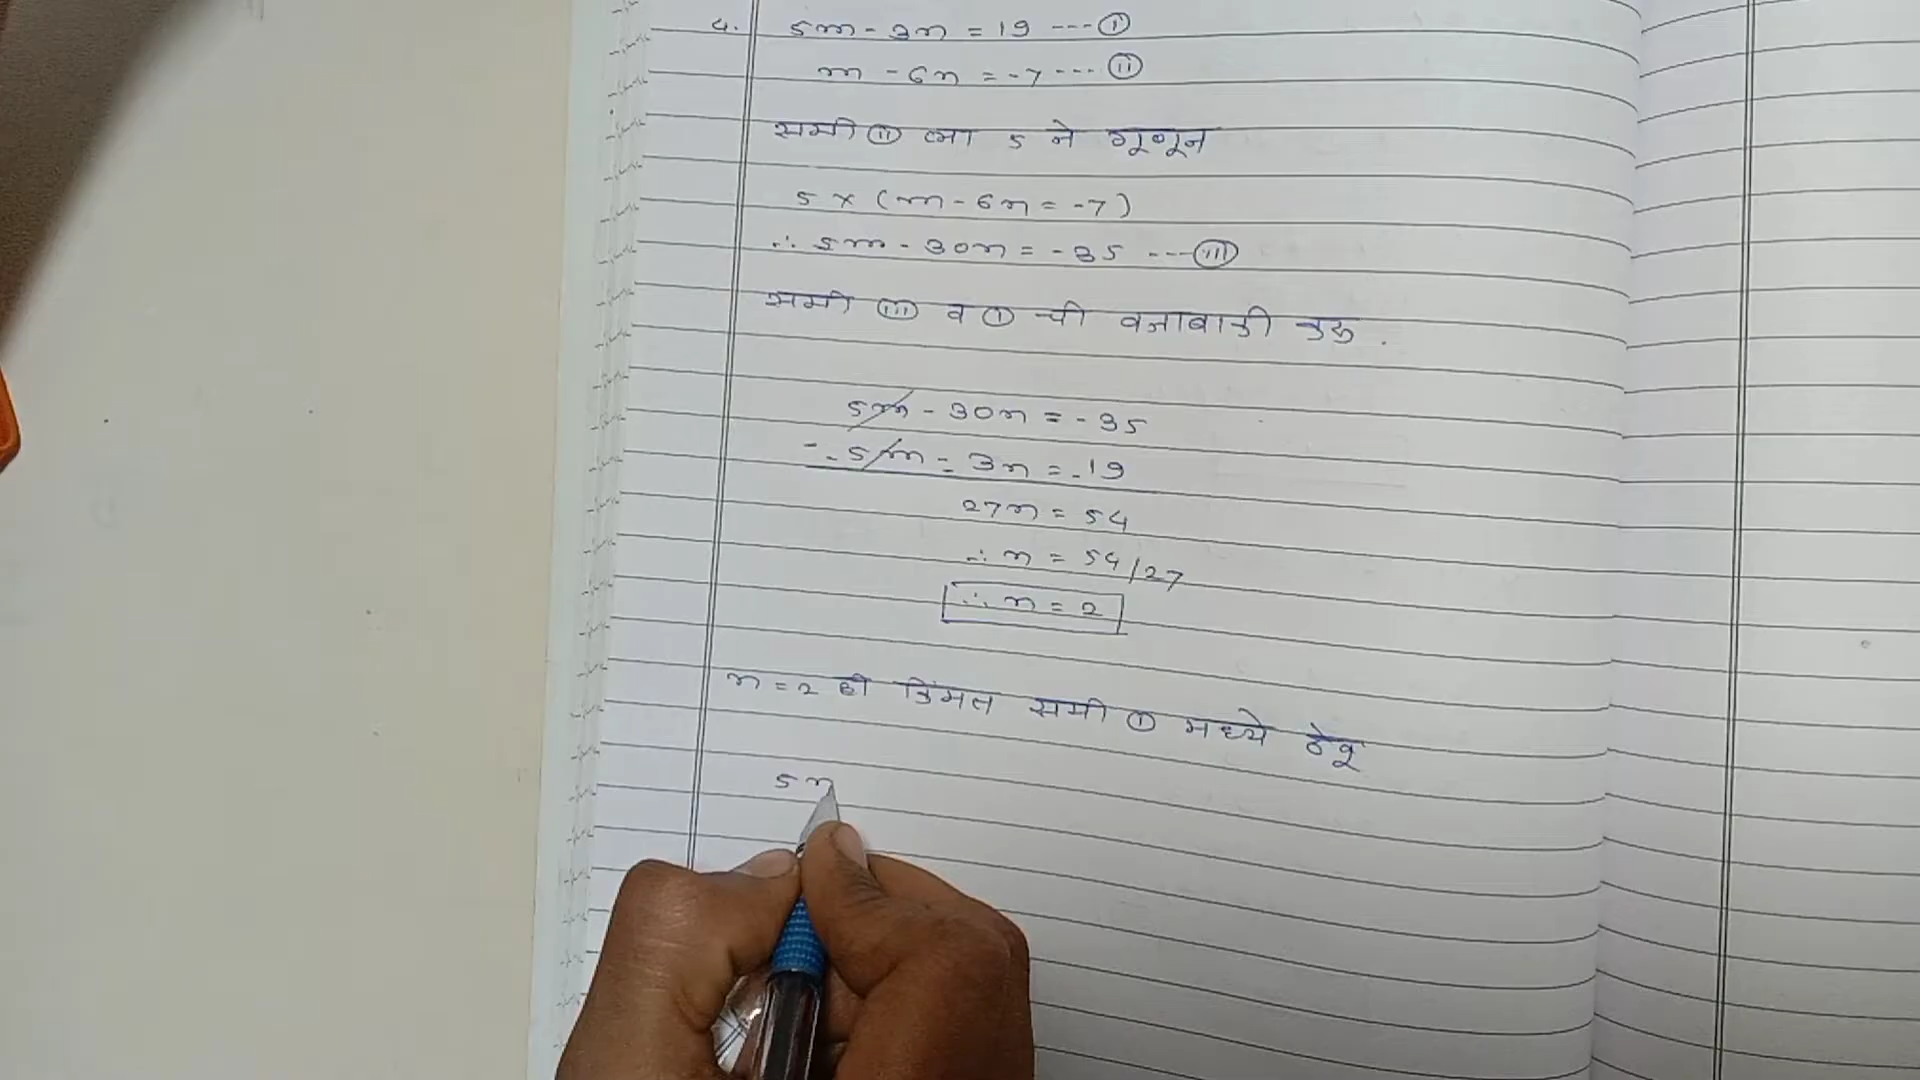 4. 5m - 3n = 19 --- (i)
m - 6n = -7 --- (ii)
समी (ii) ला 5 ने गूणून
5 × (m - 6n = -7)
∴ 5m - 30n = -35 --- (iii)
समी (iii) व (i) ची वजाबाकी करू .
5m - 30n = -35
- 5m - 3n = 19
27n = 54
∴ n = 54/27
∴ n = 2
n = 2 ही किंमत समी (i) मध्ये ठेवू
5m